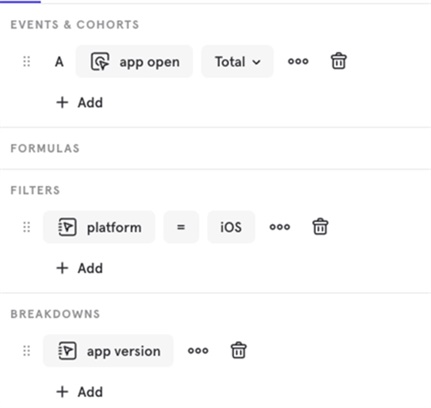 EVENTS & COHORTS
A app open Total
+ Add
FORMULAS
FILTERS
platform = iOS
+ Add
BREAKDOWNS
app version
+ Add